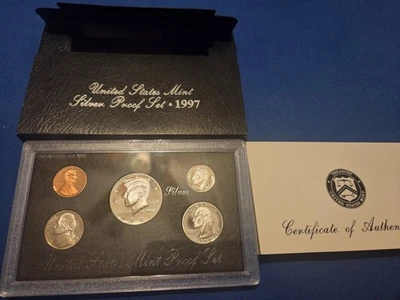 United States Mint
Silver Proof Set · 1997
Silver
United States Mint Proof Set
Certificate of Authen